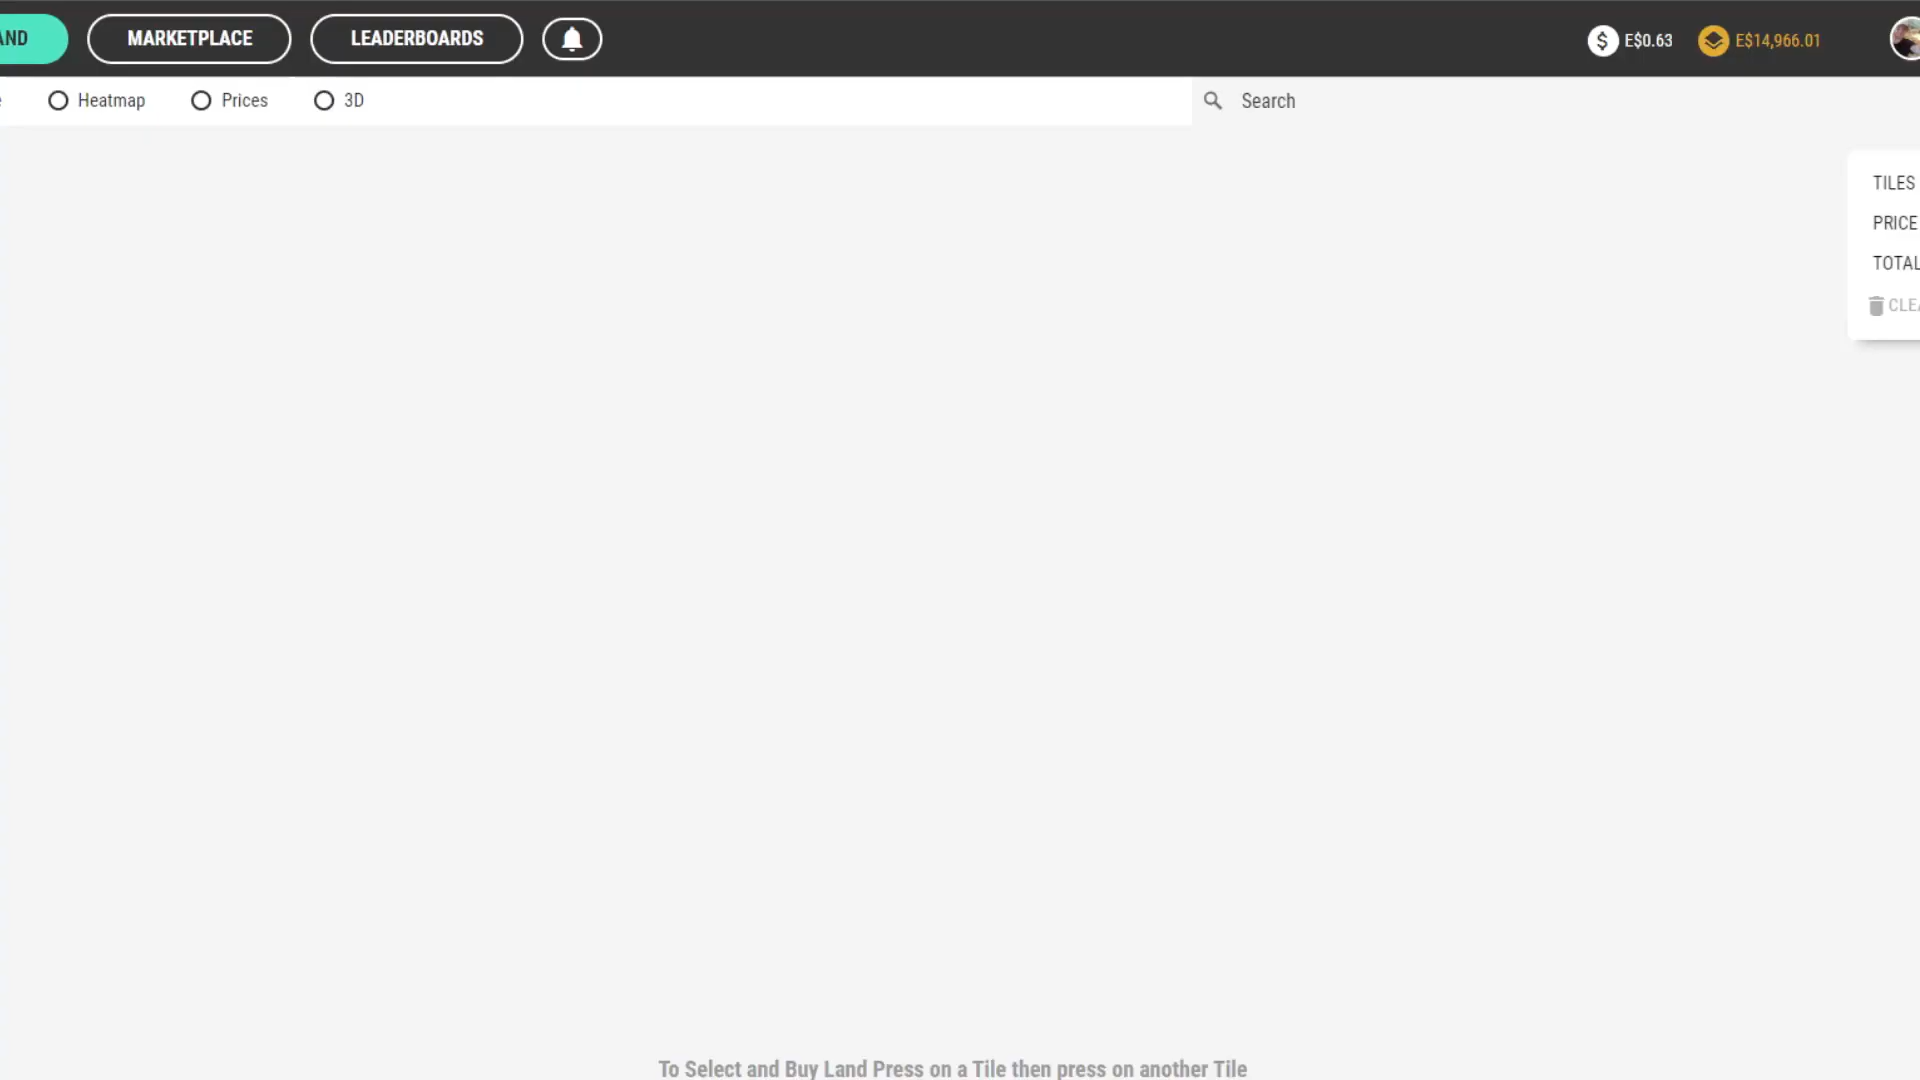 AND MARKETPLACE LEADERBOARDS $ E$0.63 E$14,966.01
Heatmap Prices 3D Search
TILES
PRICE
TOTAL
CLEA
To Select and Buy Land Press on a Tile then press on another Tile